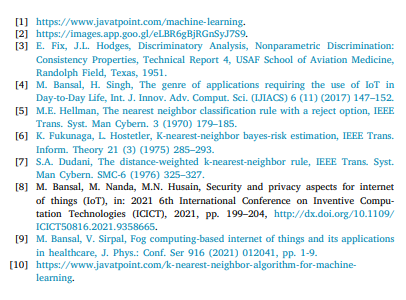 [1] https://www.javatpoint.com/machine-learning.
[2] https://images.app.goo.gl/eLBR6gBjRGnSyJ7S9.
[3] E. Fix, J.L. Hodges, Discriminatory Analysis, Nonparametric Discrimination:
Consistency Properties, Technical Report 4, USAF School of Aviation Medicine,
Randolph Field, Texas, 1951.
[4] M. Bansal, H. Singh, The genre of applications requiring the use of IoT in
Day-to-Day Life, Int. J. Innov. Adv. Comput. Sci. (IJIACS) 6 (11) (2017) 147–152.
[5] M.E. Hellman, The nearest neighbor classification rule with a reject option, IEEE
Trans. Syst. Man Cybern. 3 (1970) 179–185.
[6] K. Fukunaga, L. Hostetler, K-nearest-neighbor bayes-risk estimation, IEEE Trans.
Inform. Theory 21 (3) (1975) 285–293.
[7] S.A. Dudani, The distance-weighted k-nearest-neighbor rule, IEEE Trans. Syst.
Man Cybern. SMC-6 (1976) 325–327.
[8] M. Bansal, M. Nanda, M.N. Husain, Security and privacy aspects for internet
of things (IoT), in: 2021 6th International Conference on Inventive Compu-
tation Technologies (ICICT), 2021, pp. 199–204, http://dx.doi.org/10.1109/
ICICT50816.2021.9358665.
[9] M. Bansal, V. Sirpal, Fog computing-based internet of things and its applications
in healthcare, J. Phys.: Conf. Ser 916 (2021) 012041, pp. 1-9.
[10] https://www.javatpoint.com/k-nearest-neighbor-algorithm-for-machine-
learning.